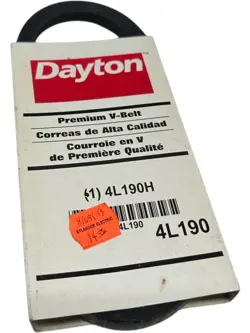 Dayton
Premium V-Belt
Correas de Alta Calidad
Courroie en V
de Première Qualité
(1) 4L190H
4L190
4L190